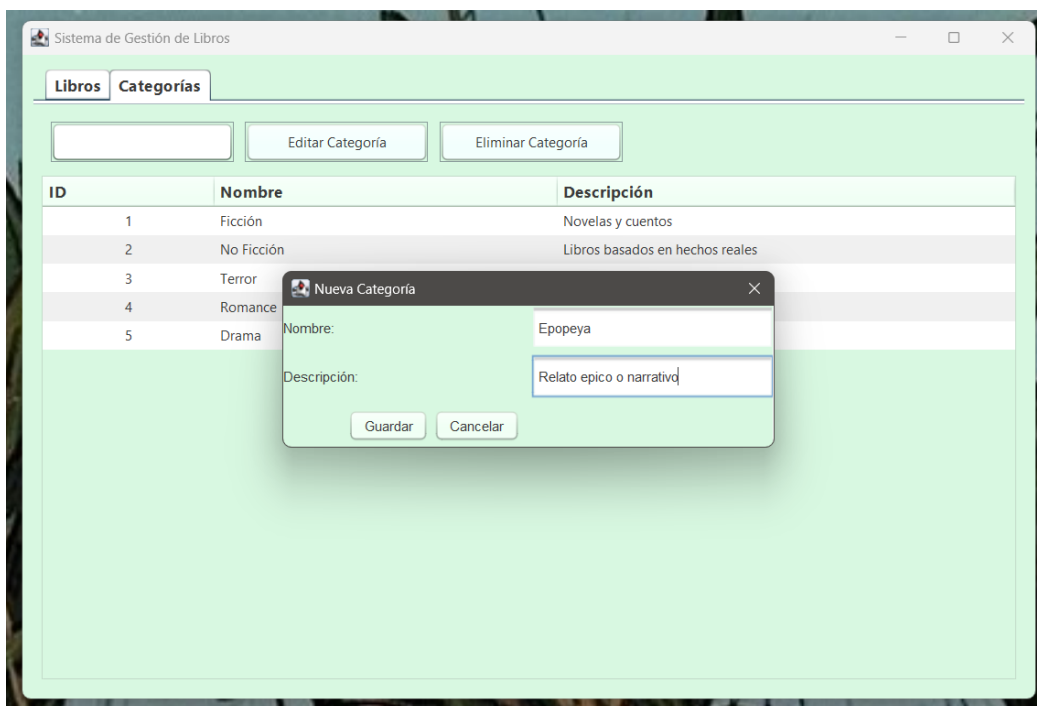 Sistema de Gestión de Libros
Libros Categorías
Editar Categoría Eliminar Categoría
ID Nombre Descripción
1 Ficción Novelas y cuentos
2 No Ficción Libros basados en hechos reales
3 Terror
4 Romance
5 Drama
Nueva Categoría
Nombre: Epopeya
Descripción: Relato epico o narrativo
Guardar Cancelar